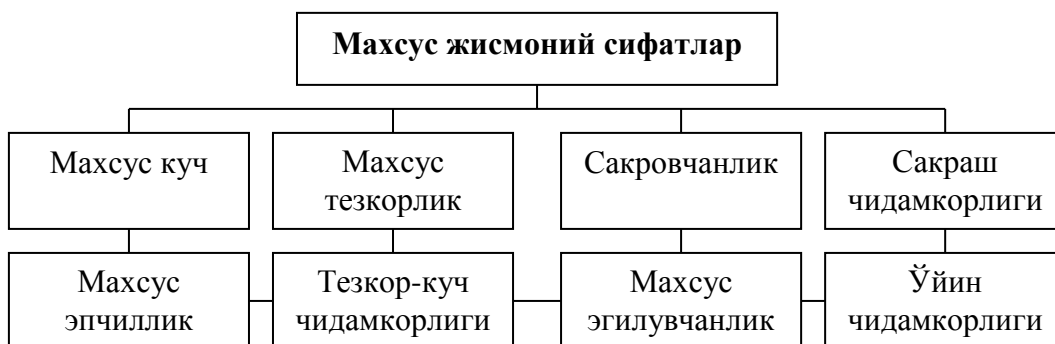 Махсус жисмоний сифатлар
Махсус куч
Махсус
тезкорлик
Сакровчанлик
Сакраш
чидамкорлиги
Махсус
эпчиллик
Тезкор-куч
чидамкорлиги
Махсус
эгилувчанлик
Ўйин
чидамкорлиги